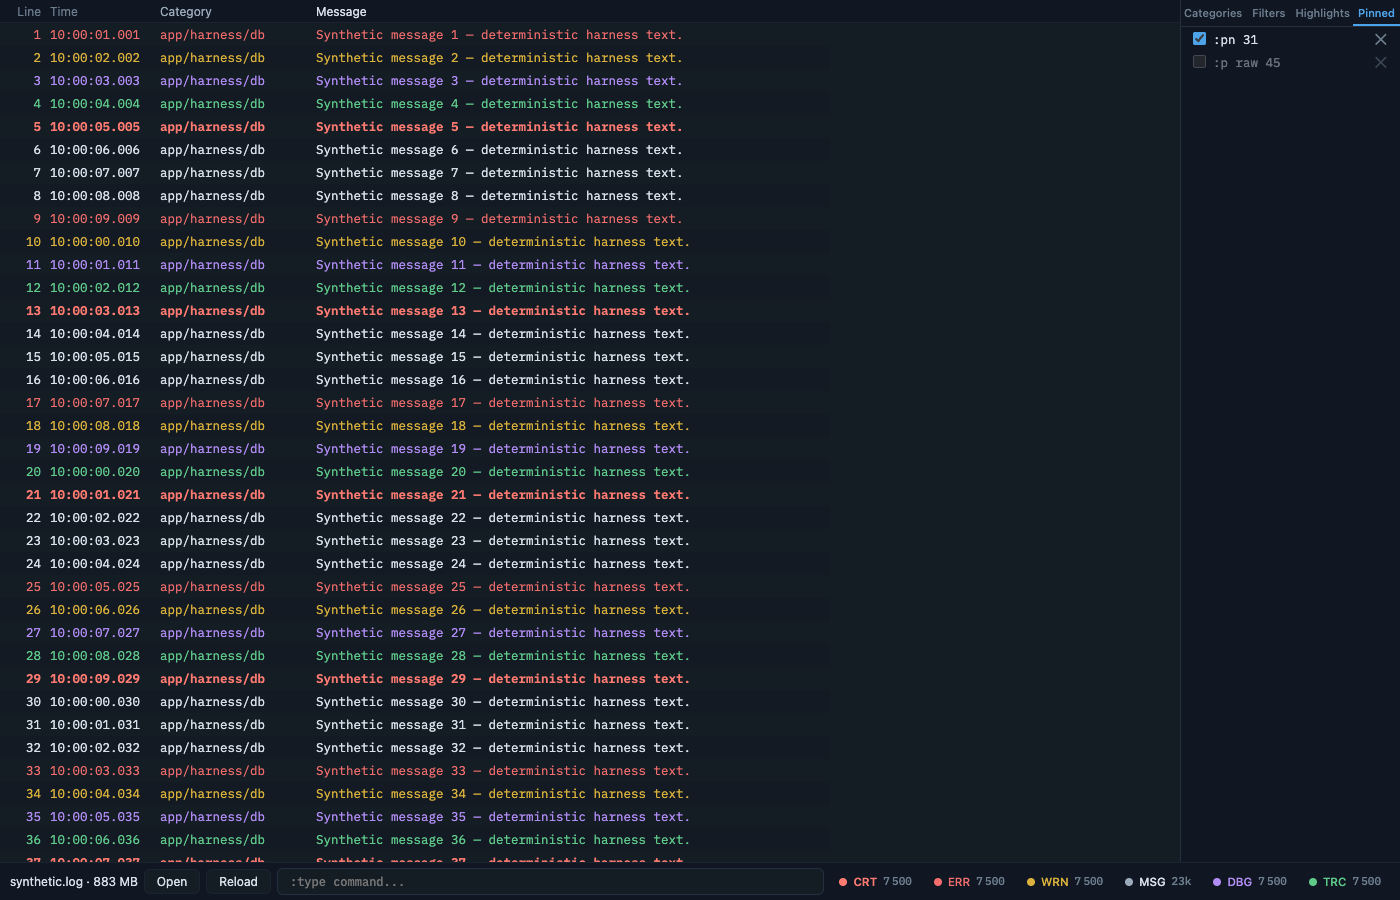 Line Time Category Message
1 10:00:01.001 app/harness/db Synthetic message 1 — deterministic harness text.
2 10:00:02.002 app/harness/db Synthetic message 2 — deterministic harness text.
3 10:00:03.003 app/harness/db Synthetic message 3 — deterministic harness text.
4 10:00:04.004 app/harness/db Synthetic message 4 — deterministic harness text.
5 10:00:05.005 app/harness/db Synthetic message 5 — deterministic harness text.
6 10:00:06.006 app/harness/db Synthetic message 6 — deterministic harness text.
7 10:00:07.007 app/harness/db Synthetic message 7 — deterministic harness text.
8 10:00:08.008 app/harness/db Synthetic message 8 — deterministic harness text.
9 10:00:09.009 app/harness/db Synthetic message 9 — deterministic harness text.
10 10:00:00.010 app/harness/db Synthetic message 10 — deterministic harness text.
11 10:00:01.011 app/harness/db Synthetic message 11 — deterministic harness text.
12 10:00:02.012 app/harness/db Synthetic message 12 — deterministic harness text.
13 10:00:03.013 app/harness/db Synthetic message 13 — deterministic harness text.
14 10:00:04.014 app/harness/db Synthetic message 14 — deterministic harness text.
15 10:00:05.015 app/harness/db Synthetic message 15 — deterministic harness text.
16 10:00:06.016 app/harness/db Synthetic message 16 — deterministic harness text.
17 10:00:07.017 app/harness/db Synthetic message 17 — deterministic harness text.
18 10:00:08.018 app/harness/db Synthetic message 18 — deterministic harness text.
19 10:00:09.019 app/harness/db Synthetic message 19 — deterministic harness text.
20 10:00:00.020 app/harness/db Synthetic message 20 — deterministic harness text.
21 10:00:01.021 app/harness/db Synthetic message 21 — deterministic harness text.
22 10:00:02.022 app/harness/db Synthetic message 22 — deterministic harness text.
23 10:00:03.023 app/harness/db Synthetic message 23 — deterministic harness text.
24 10:00:04.024 app/harness/db Synthetic message 24 — deterministic harness text.
25 10:00:05.025 app/harness/db Synthetic message 25 — deterministic harness text.
26 10:00:06.026 app/harness/db Synthetic message 26 — deterministic harness text.
27 10:00:07.027 app/harness/db Synthetic message 27 — deterministic harness text.
28 10:00:08.028 app/harness/db Synthetic message 28 — deterministic harness text.
29 10:00:09.029 app/harness/db Synthetic message 29 — deterministic harness text.
30 10:00:00.030 app/harness/db Synthetic message 30 — deterministic harness text.
31 10:00:01.031 app/harness/db Synthetic message 31 — deterministic harness text.
32 10:00:02.032 app/harness/db Synthetic message 32 — deterministic harness text.
33 10:00:03.033 app/harness/db Synthetic message 33 — deterministic harness text.
34 10:00:04.034 app/harness/db Synthetic message 34 — deterministic harness text.
35 10:00:05.035 app/harness/db Synthetic message 35 — deterministic harness text.
36 10:00:06.036 app/harness/db Synthetic message 36 — deterministic harness text.
37 10:00:07.037 app/harness/db Synthetic message 37 — deterministic harness text.
Categories Filters Highlights Pinned
:pn 31
:p raw 45
synthetic.log · 883 MB Open Reload :type command... CRT 7 500 ERR 7 500 WRN 7 500 MSG 23k DBG 7 500 TRC 7 500